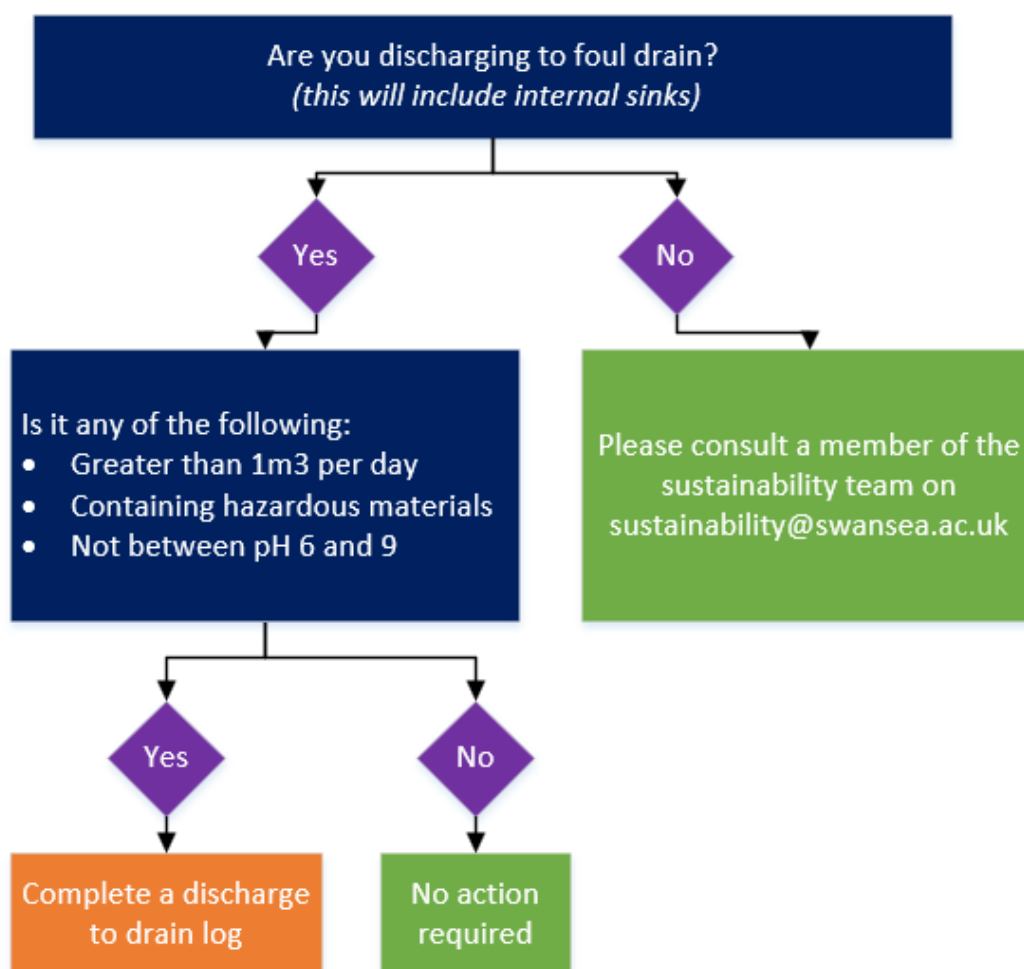 Are you discharging to foul drain?
(this will include internal sinks)
Yes
No
Is it any of the following:
• Greater than 1m3 per day
• Containing hazardous materials
• Not between pH 6 and 9
Please consult a member of the
sustainability team on
sustainability@swansea.ac.uk
Yes
No
Complete a discharge
to drain log
No action
required